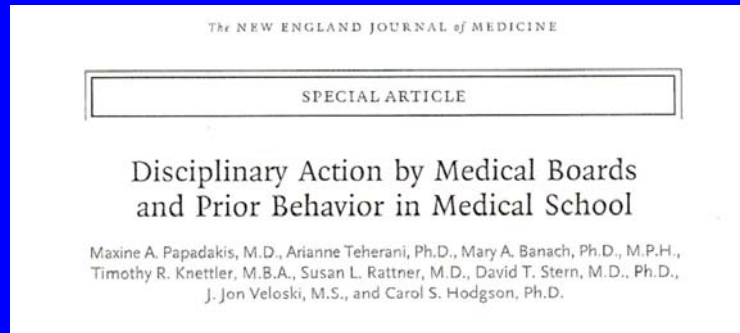 The NEW ENGLAND JOURNAL of MEDICINE
SPECIAL ARTICLE
Disciplinary Action by Medical Boards
and Prior Behavior in Medical School
Maxine A. Papadakis, M.D., Arianne Teherani, Ph.D., Mary A. Banach, Ph.D., M.P.H.,
Timothy R. Knettler, M.B.A., Susan L. Rattner, M.D., David T. Stern, M.D., Ph.D.,
J. Jon Veloski, M.S., and Carol S. Hodgson, Ph.D.